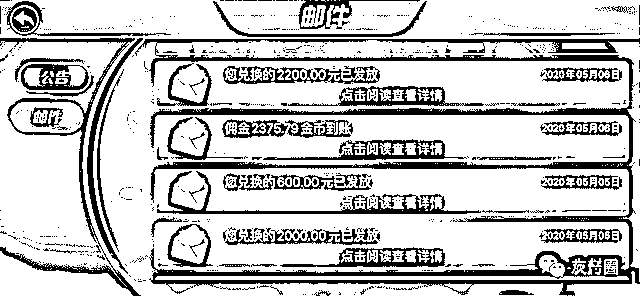 邮件
公告
邮件
您兑换的2200.00元已发放
2020年05月06日
点击阅读查看详情
佣金2375.79金币到账
2020年05月06日
点击阅读查看详情
您兑换的600.00元已发放
2020年05月05日
点击阅读查看详情
您兑换的2000.00元已发放
2020年05月05日
点击阅读查看详情
支付圈